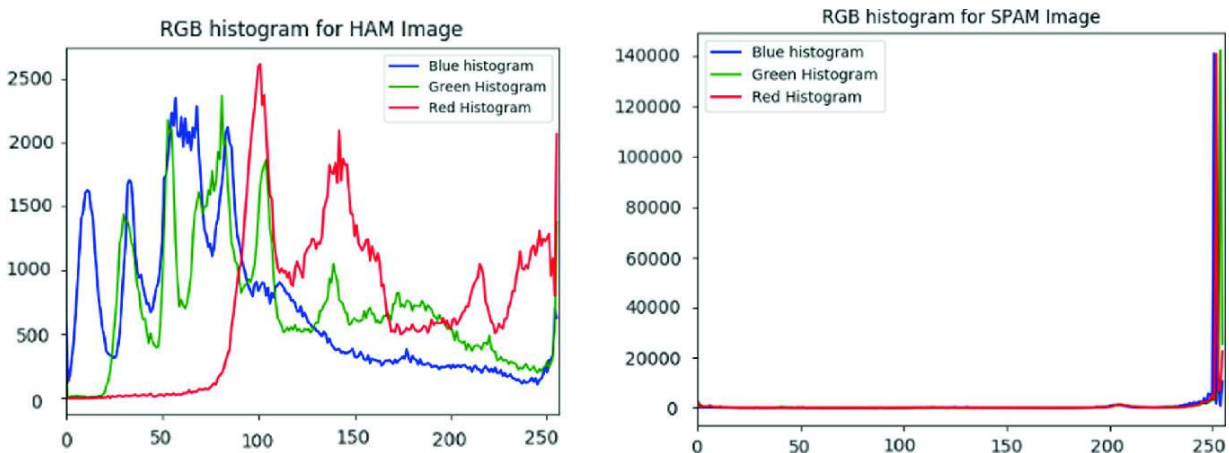 RGB histogram for HAM Image
Blue histogram
Green Histogram
Red Histogram
2500
2000
1500
1000
500
0
0 50 100 150 200 250
RGB histogram for SPAM Image
Blue histogram
Green Histogram
Red Histogram
140000
120000
100000
80000
60000
40000
20000
0
0 50 100 150 200 250